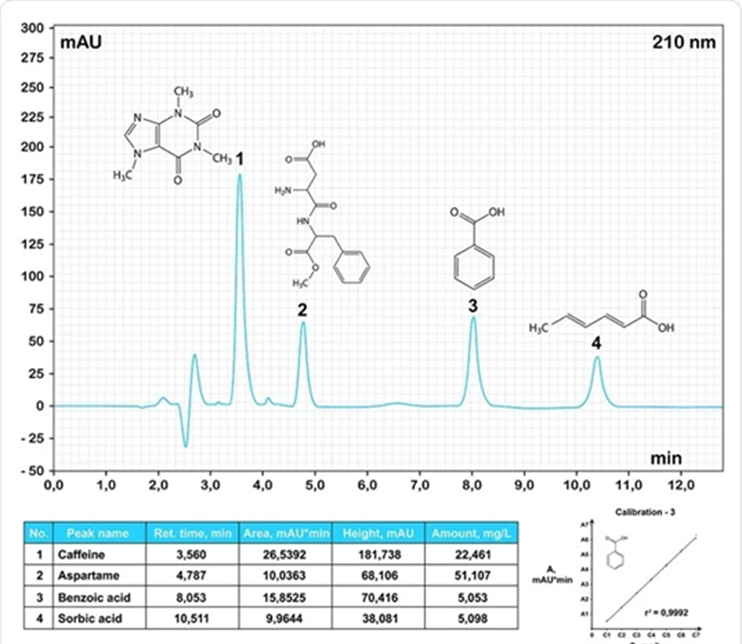 300
mAU
210 nm
275
250
225
200
175
150
125
100
75
50
25
0
- 25
- 50
CH₃
N
N
O
N
N
CH₃
H₃C
O
1
OH
O
H₂N
O
HN
O
O
H₃C
2
O
OH
3
O
H₃C
OH
4
min
0,0 1,0 2,0 3,0 4,0 5,0 6,0 7,0 8,0 9,0 10,0 11,0 12,0
No. Peak name Ret. time, min Area, mAU*min Height, mAU Amount, mg/L
1 Caffeine 3,560 26,5392 181,738 22,461
2 Aspartame 4,787 10,0363 68,106 51,107
3 Benzoic acid 8,053 15,8525 70,416 5,053
4 Sorbic acid 10,511 9,9644 38,081 5,098
Calibration - 3
A7
A6
A5
A4
A3
A2
A1
A,
mAU*min
O
OH
r² = 0,9992
0 C1 C2 C3 C4 C5 C6 C7